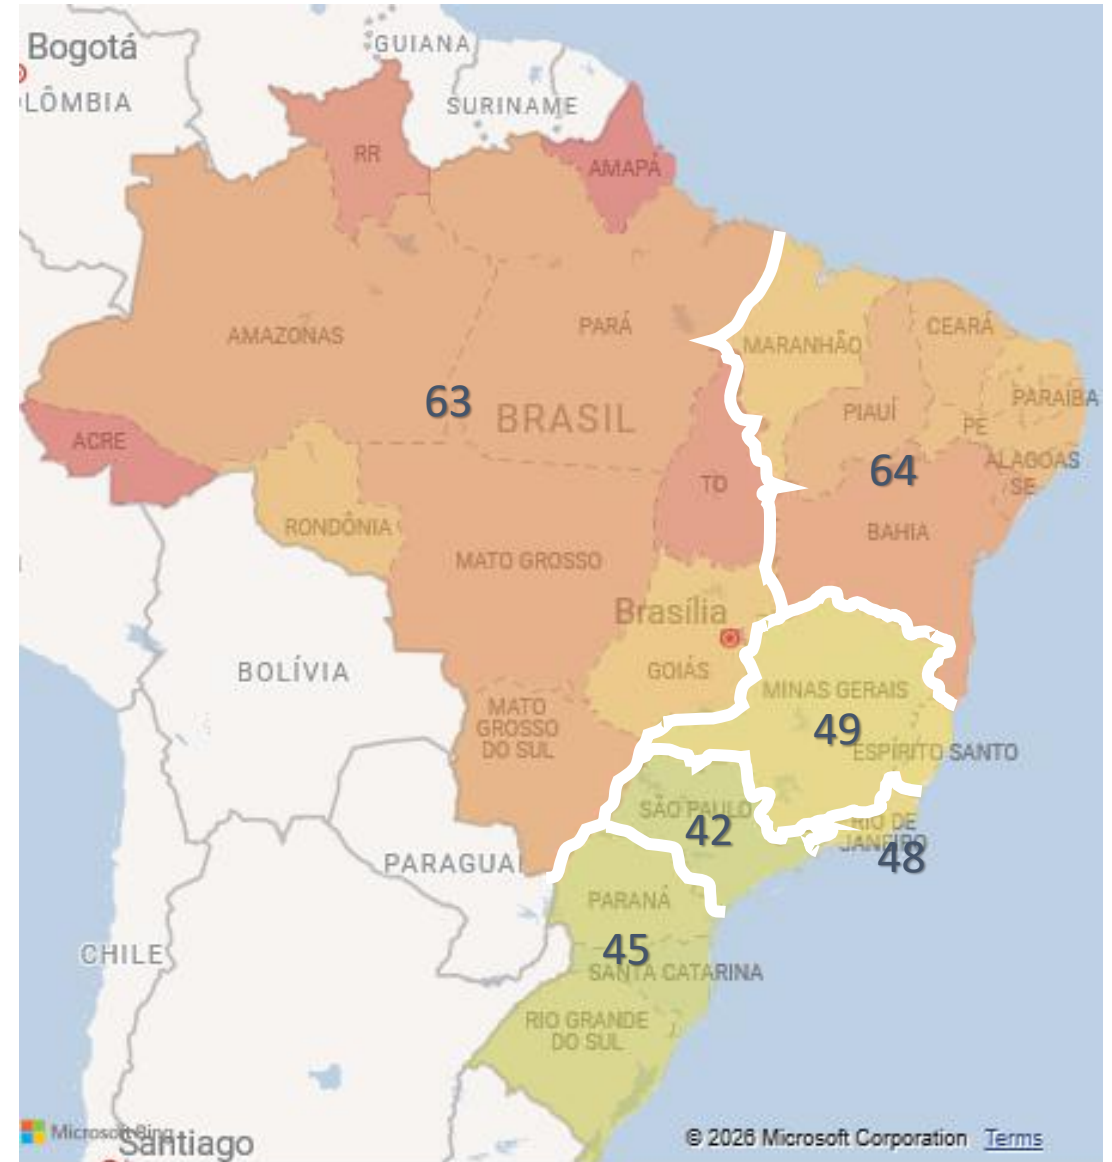 Bogotá
GUIANA
LÔMBIA
SURINAME
RR
AMAPÁ
AMAZONAS
PARÁ
MARANHÃO
CEARÁ
63
BRASIL
PIAUÍ
PARAÍBA
PE
ACRE
64
ALAGOAS
TO
SE
RONDÔNIA
BAHIA
MATO GROSSO
Brasília
BOLÍVIA
GOIÁS
MINAS GERAIS
MATO
GROSSO
DO SUL
49
ESPÍRITO SANTO
SÃO PAULO
42
RIO DE
JANEIRO
48
PARAGUAI
PARANÁ
45
CHILE
SANTA CATARINA
RIO GRANDE
DO SUL
Microsoft Bing
Santiago
© 2026 Microsoft Corporation Terms